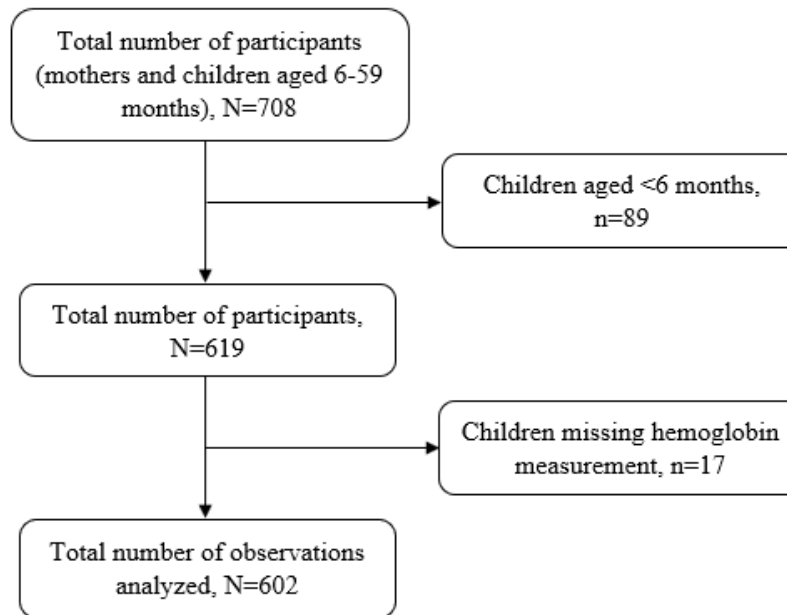 Total number of participants
(mothers and children aged 6-59
months), N=708
Children aged <6 months,
n=89
Total number of participants,
N=619
Children missing hemoglobin
measurement, n=17
Total number of observations
analyzed, N=602